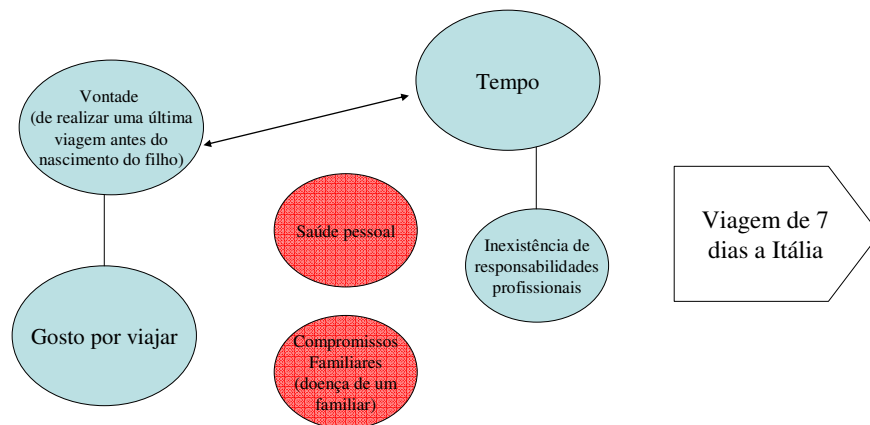 Vontade
(de realizar uma última
viagem antes do
nascimento do filho)
Tempo
Saúde pessoal
Inexistência de
responsabilidades
profissionais
Viagem de 7
dias a Itália
Gosto por viajar
Compromissos
Familiares
(doença de um
famíliar)